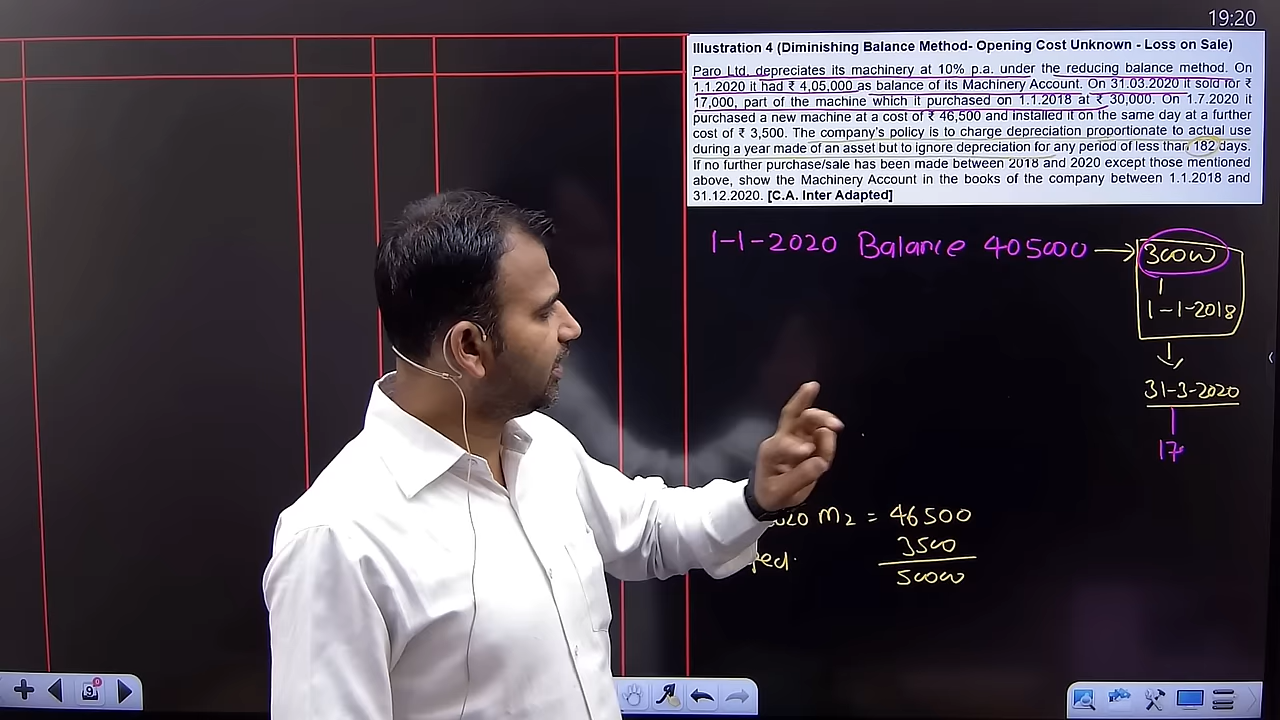 19:20
Illustration 4 (Diminishing Balance Method- Opening Cost Unknown - Loss on Sale)
Paro Ltd. depreciates its machinery at 10% p.a. under the reducing balance method. On
1.1.2020 it had ₹ 4,05,000 as balance of its Machinery Account. On 31.03.2020 it sold for ₹
17,000, part of the machine which it purchased on 1.1.2018 at ₹ 30,000. On 1.7.2020 it
purchased a new machine at a cost of ₹ 46,500 and installed it on the same day at a further
cost of ₹ 3,500. The company's policy is to charge depreciation proportionate to actual use
during a year made of an asset but to ignore depreciation for any period of less than 182 days.
If no further purchase/sale has been made between 2018 and 2020 except those mentioned
above, show the Machinery Account in the books of the company between 1.1.2018 and
31.12.2020. [C.A. Inter Adapted]
1-1-2020 Balance 405000 → 30000
1-1-2018
31-3-2020
17
M2 = 46500
3500
50000
9